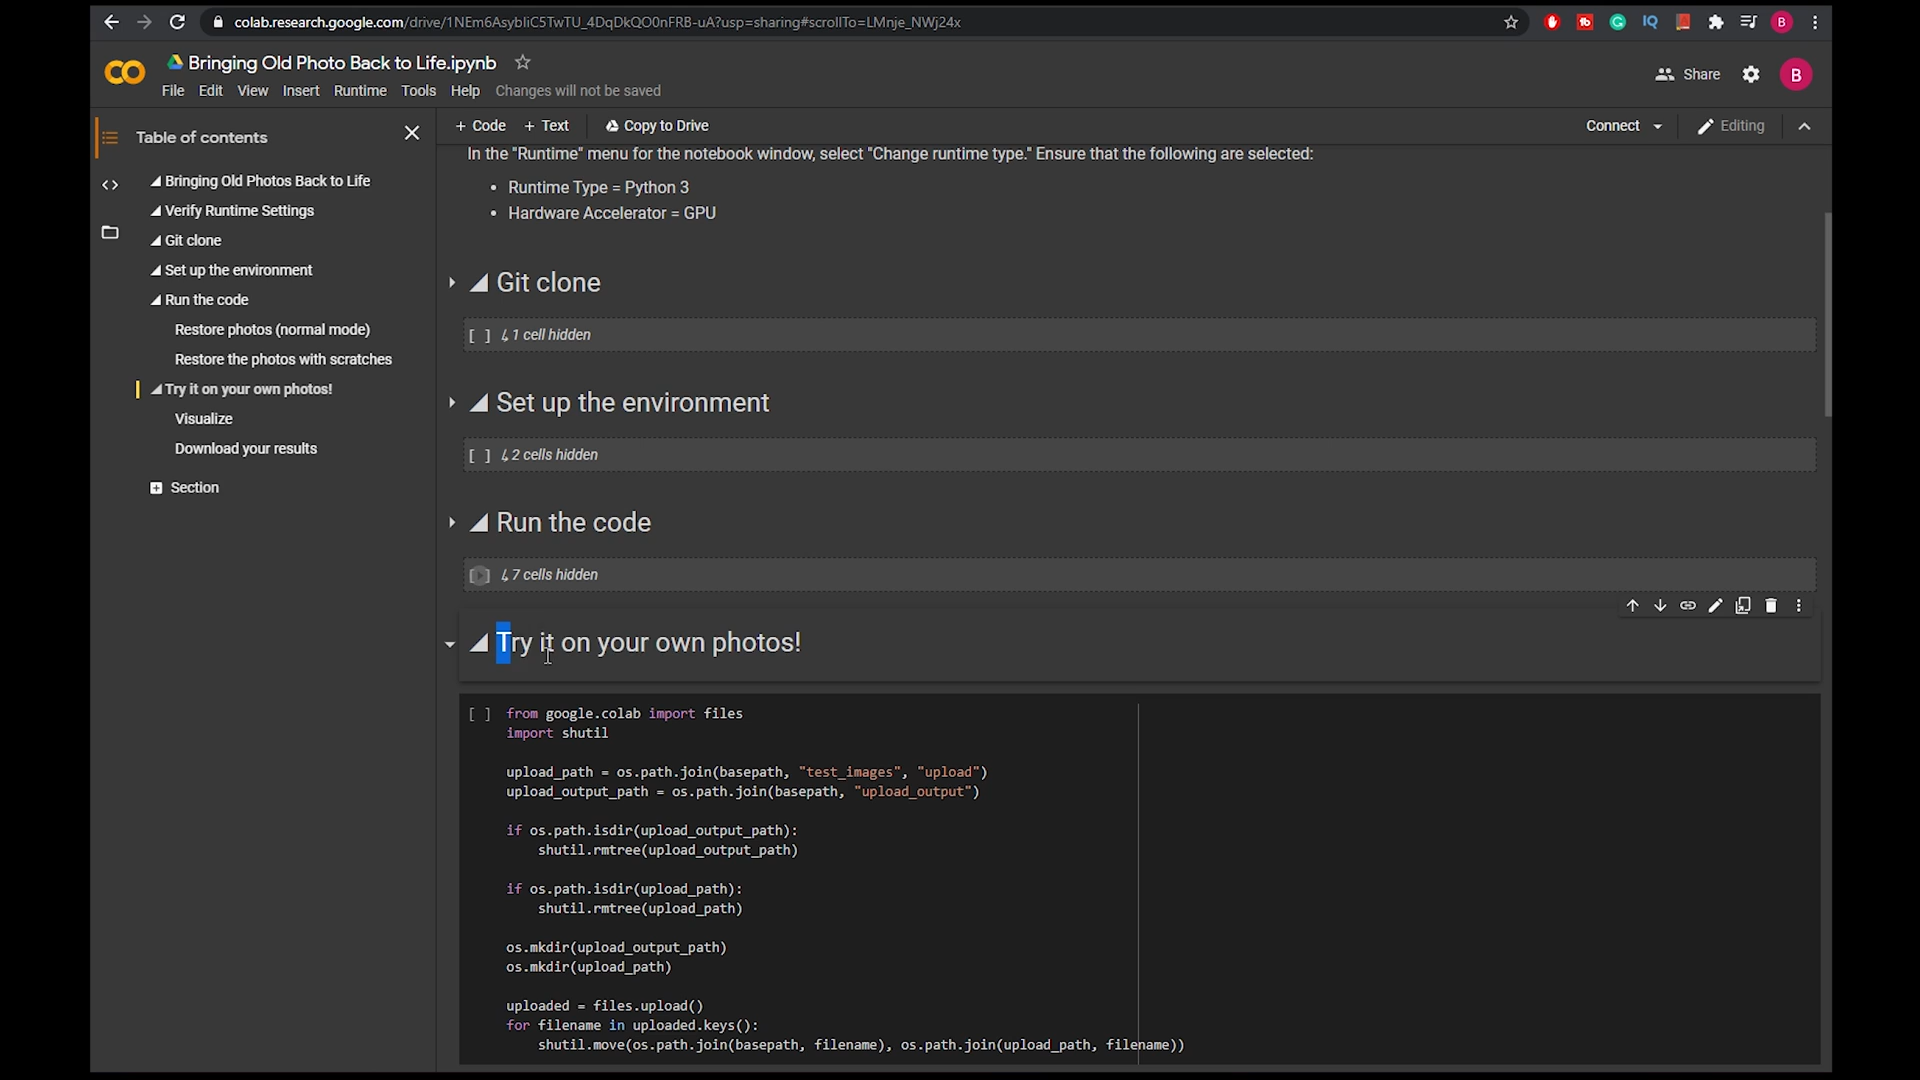 colab.research.google.com/drive/1NEm6AsybliC5TwTU_4DqDkQO0nFRB-uA?usp=sharing#scrollTo=LMnje_NWj24x
B
CO
Bringing Old Photo Back to Life.ipynb
File Edit View Insert Runtime Tools Help Changes will not be saved
Share
B
Table of contents
Bringing Old Photos Back to Life
Verify Runtime Settings
Git clone
Set up the environment
Run the code
Restore photos (normal mode)
Restore the photos with scratches
Try it on your own photos!
Visualize
Download your results
Section
+ Code + Text Copy to Drive
Connect Editing
In the "Runtime" menu for the notebook window, select "Change runtime type." Ensure that the following are selected:
• Runtime Type = Python 3
• Hardware Accelerator = GPU
Git clone
[ ] ↳ 1 cell hidden
Set up the environment
[ ] ↳ 2 cells hidden
Run the code
[ ] ↳ 7 cells hidden
Try it on your own photos!
[ ] from google.colab import files
import shutil
upload_path = os.path.join(basepath, "test_images", "upload")
upload_output_path = os.path.join(basepath, "upload_output")
if os.path.isdir(upload_output_path):
shutil.rmtree(upload_output_path)
if os.path.isdir(upload_path):
shutil.rmtree(upload_path)
os.mkdir(upload_output_path)
os.mkdir(upload_path)
uploaded = files.upload()
for filename in uploaded.keys():
shutil.move(os.path.join(basepath, filename), os.path.join(upload_path, filename))